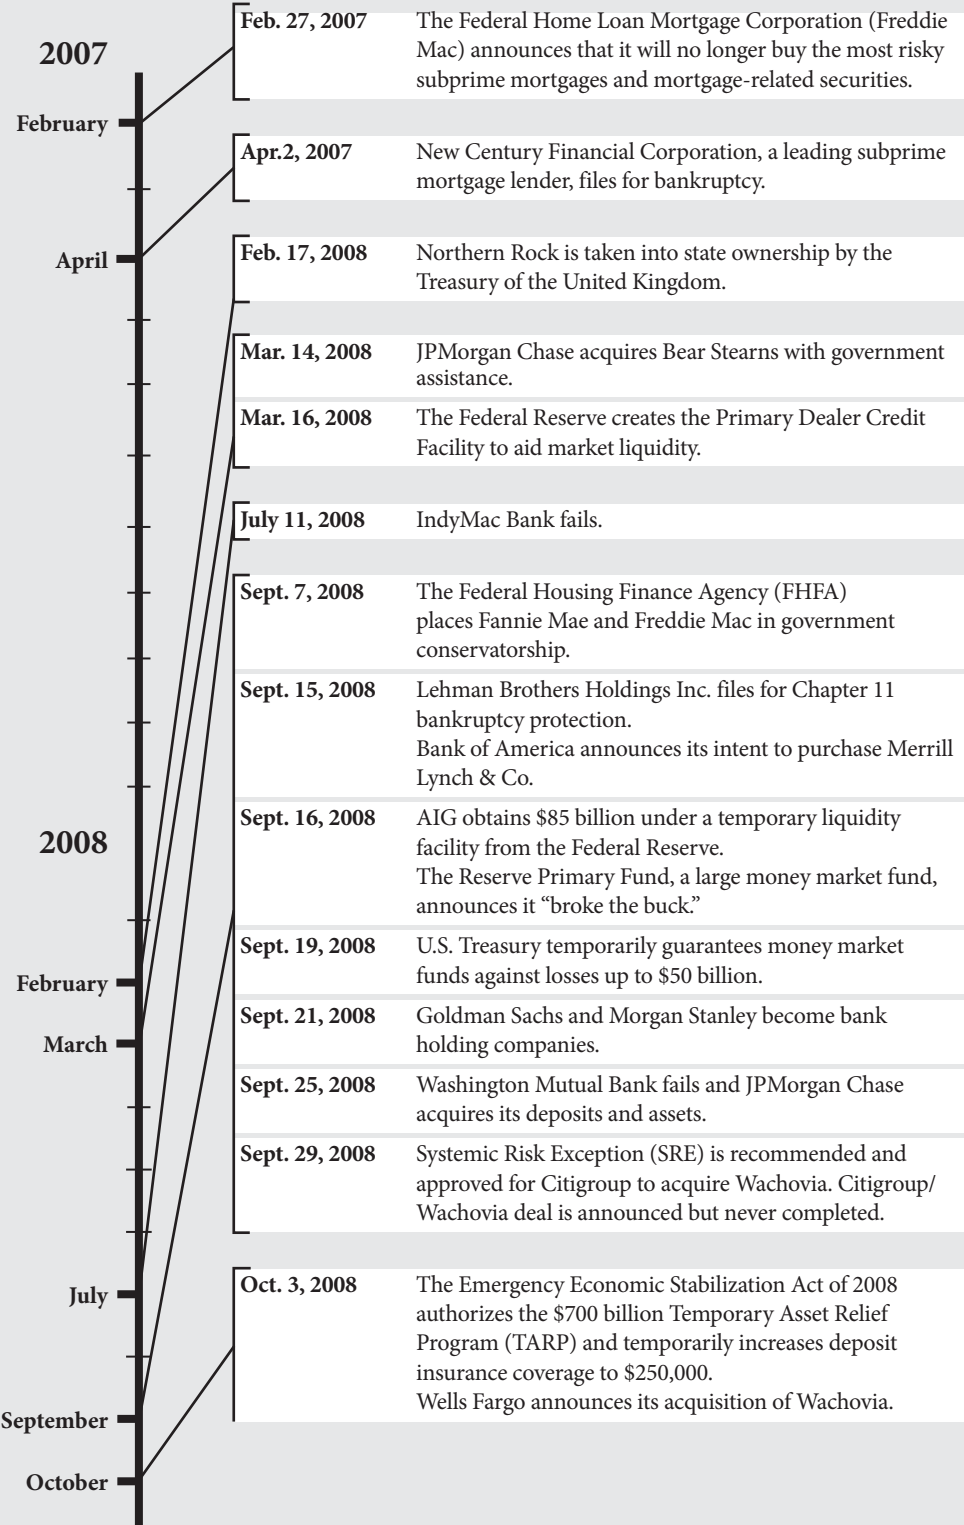 2007
February
April
2008
February
March
July
September
October
Feb. 27, 2007
The Federal Home Loan Mortgage Corporation (Freddie
Mac) announces that it will no longer buy the most risky
subprime mortgages and mortgage-related securities.
Apr.2, 2007
New Century Financial Corporation, a leading subprime
mortgage lender, files for bankruptcy.
Feb. 17, 2008
Northern Rock is taken into state ownership by the
Treasury of the United Kingdom.
Mar. 14, 2008
JPMorgan Chase acquires Bear Stearns with government
assistance.
Mar. 16, 2008
The Federal Reserve creates the Primary Dealer Credit
Facility to aid market liquidity.
July 11, 2008
IndyMac Bank fails.
Sept. 7, 2008
The Federal Housing Finance Agency (FHFA)
places Fannie Mae and Freddie Mac in government
conservatorship.
Sept. 15, 2008
Lehman Brothers Holdings Inc. files for Chapter 11
bankruptcy protection.
Bank of America announces its intent to purchase Merrill
Lynch & Co.
Sept. 16, 2008
AIG obtains $85 billion under a temporary liquidity
facility from the Federal Reserve.
The Reserve Primary Fund, a large money market fund,
announces it “broke the buck.”
Sept. 19, 2008
U.S. Treasury temporarily guarantees money market
funds against losses up to $50 billion.
Sept. 21, 2008
Goldman Sachs and Morgan Stanley become bank
holding companies.
Sept. 25, 2008
Washington Mutual Bank fails and JPMorgan Chase
acquires its deposits and assets.
Sept. 29, 2008
Systemic Risk Exception (SRE) is recommended and
approved for Citigroup to acquire Wachovia. Citigroup/
Wachovia deal is announced but never completed.
Oct. 3, 2008
The Emergency Economic Stabilization Act of 2008
authorizes the $700 billion Temporary Asset Relief
Program (TARP) and temporarily increases deposit
insurance coverage to $250,000.
Wells Fargo announces its acquisition of Wachovia.